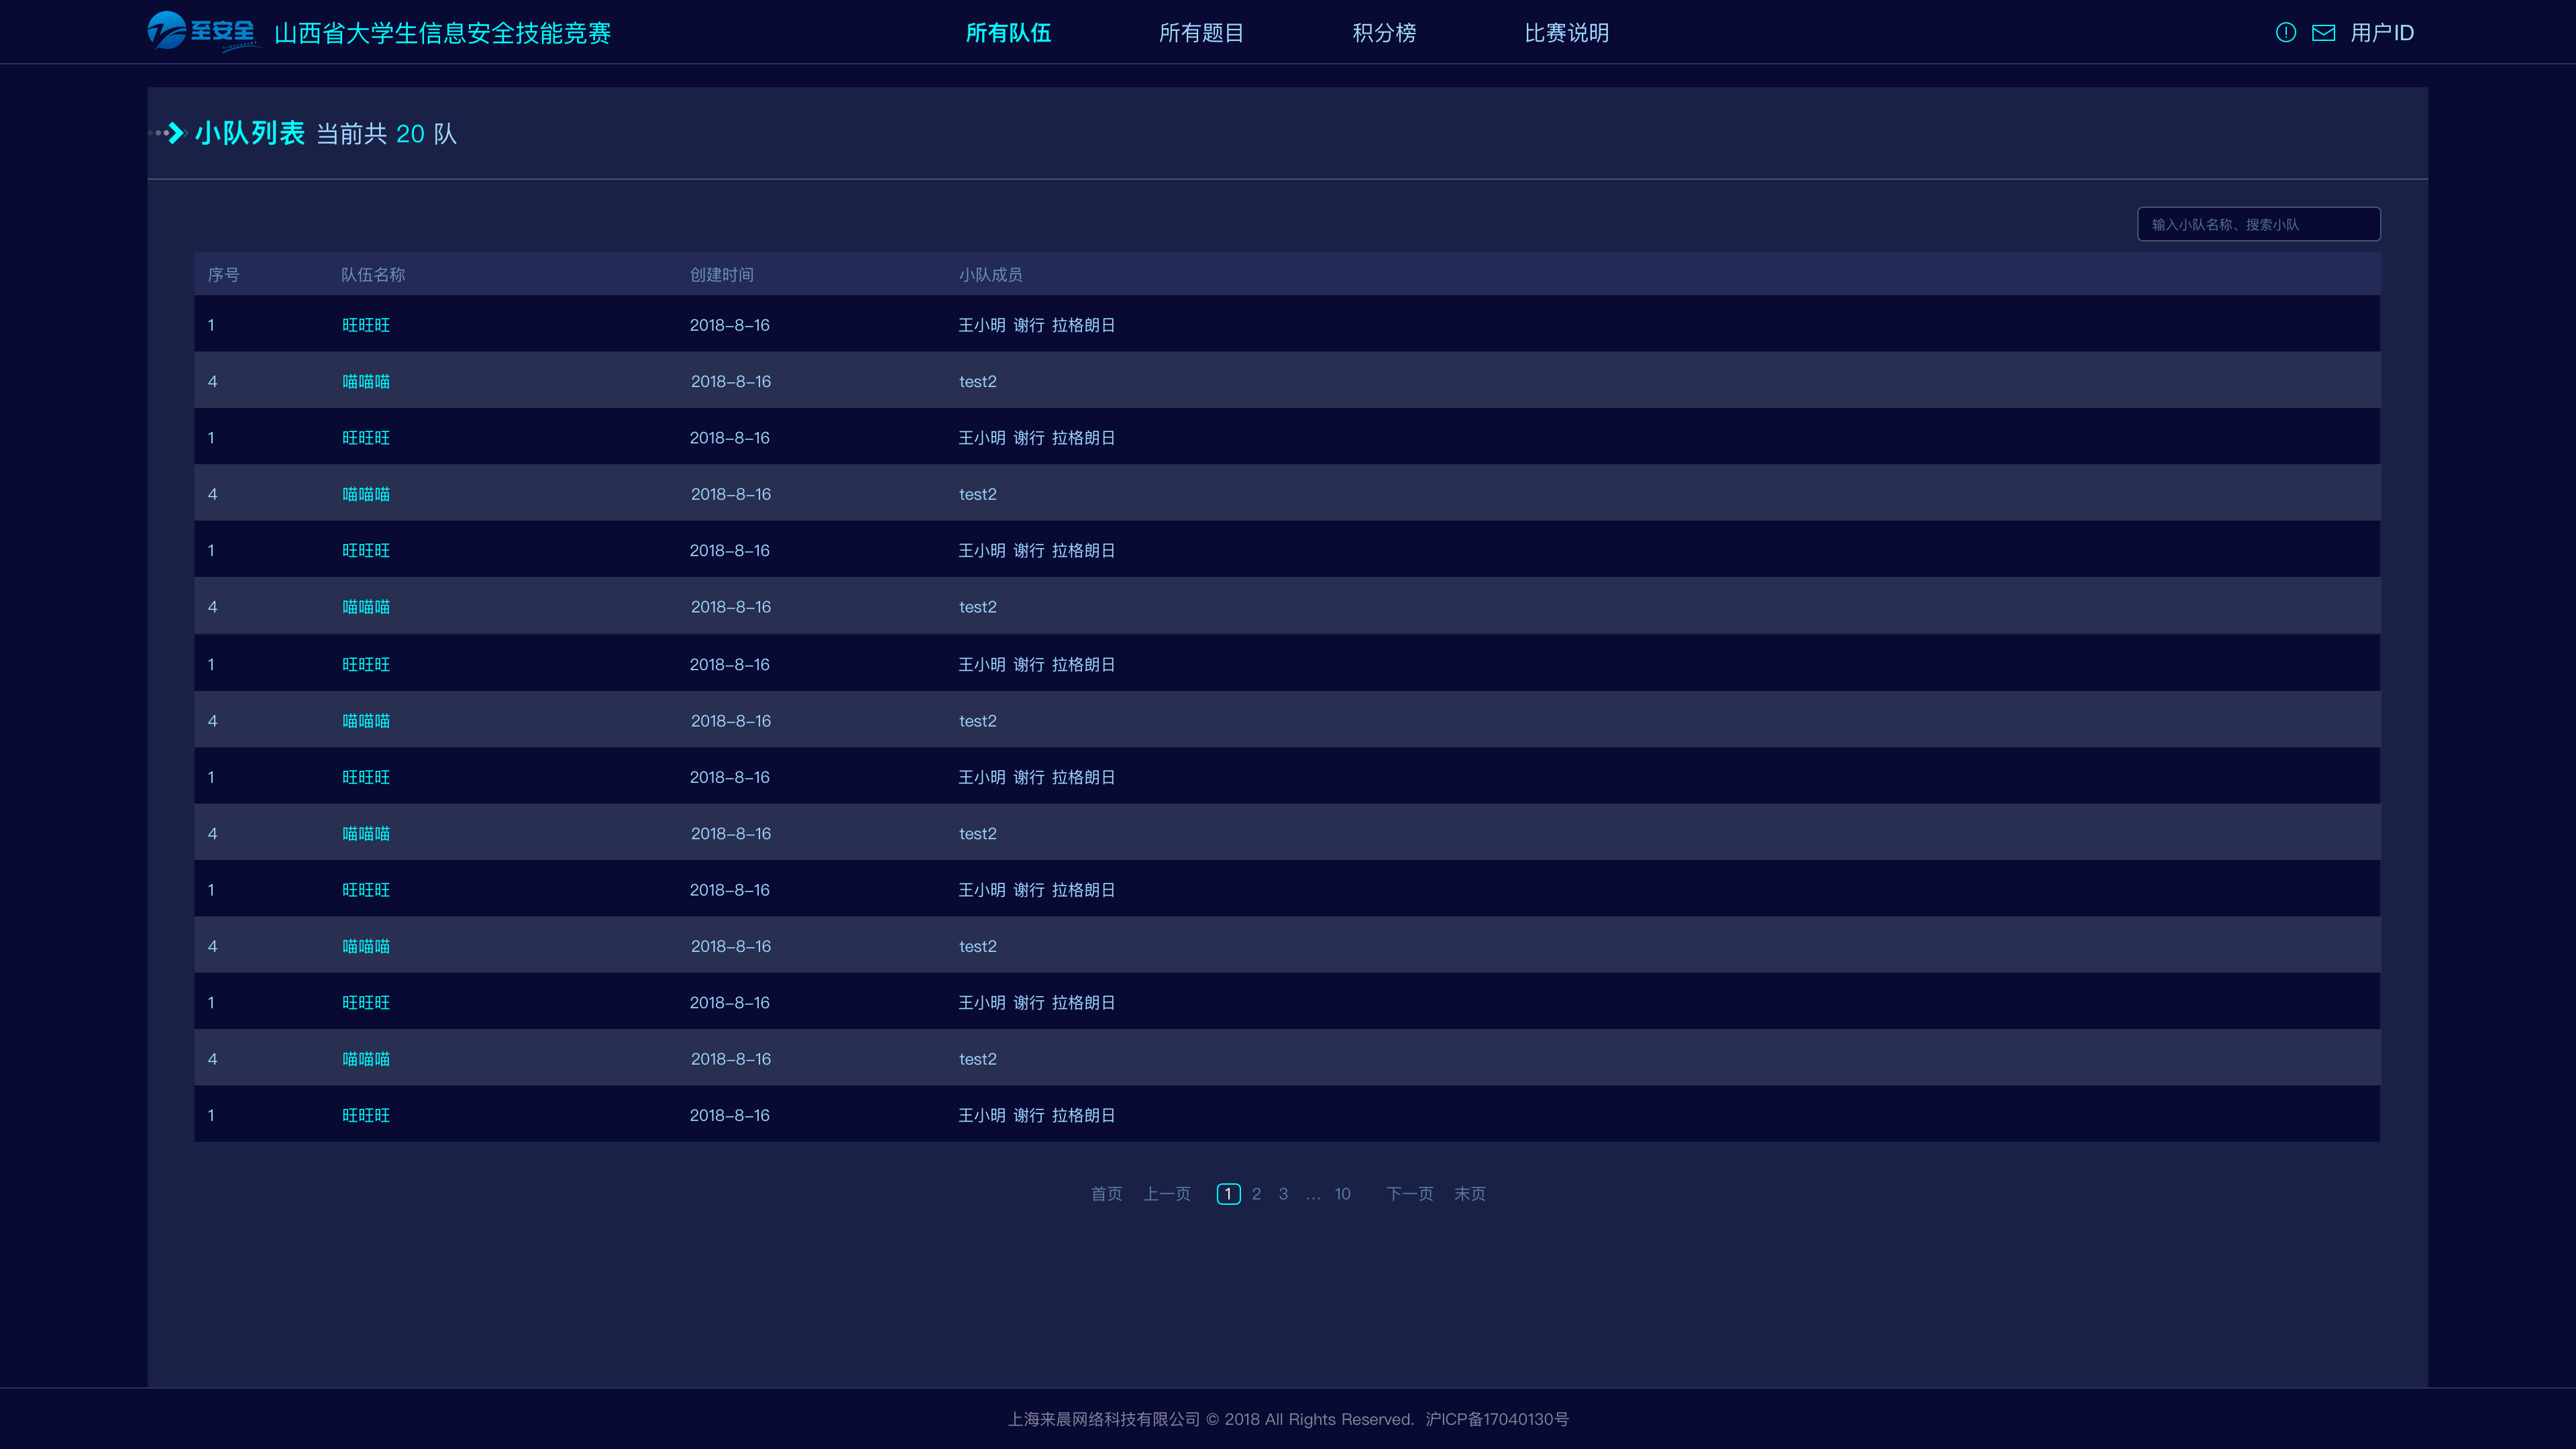 至安全 山西省大学生信息安全技能竞赛 所有队伍 所有题目 积分榜 比赛说明 用户ID
小队列表 当前共 20 队
输入小队名称、搜索小队
序号 队伍名称 创建时间 小队成员
1 旺旺旺 2018-8-16 王小明 谢行 拉格朗日
4 喵喵喵 2018-8-16 test2
1 旺旺旺 2018-8-16 王小明 谢行 拉格朗日
4 喵喵喵 2018-8-16 test2
1 旺旺旺 2018-8-16 王小明 谢行 拉格朗日
4 喵喵喵 2018-8-16 test2
1 旺旺旺 2018-8-16 王小明 谢行 拉格朗日
4 喵喵喵 2018-8-16 test2
1 旺旺旺 2018-8-16 王小明 谢行 拉格朗日
4 喵喵喵 2018-8-16 test2
1 旺旺旺 2018-8-16 王小明 谢行 拉格朗日
4 喵喵喵 2018-8-16 test2
1 旺旺旺 2018-8-16 王小明 谢行 拉格朗日
4 喵喵喵 2018-8-16 test2
1 旺旺旺 2018-8-16 王小明 谢行 拉格朗日
首页 上一页 1 2 3 ... 10 下一页 末页
上海来晨网络科技有限公司 © 2018 All Rights Reserved. 沪ICP备17040130号